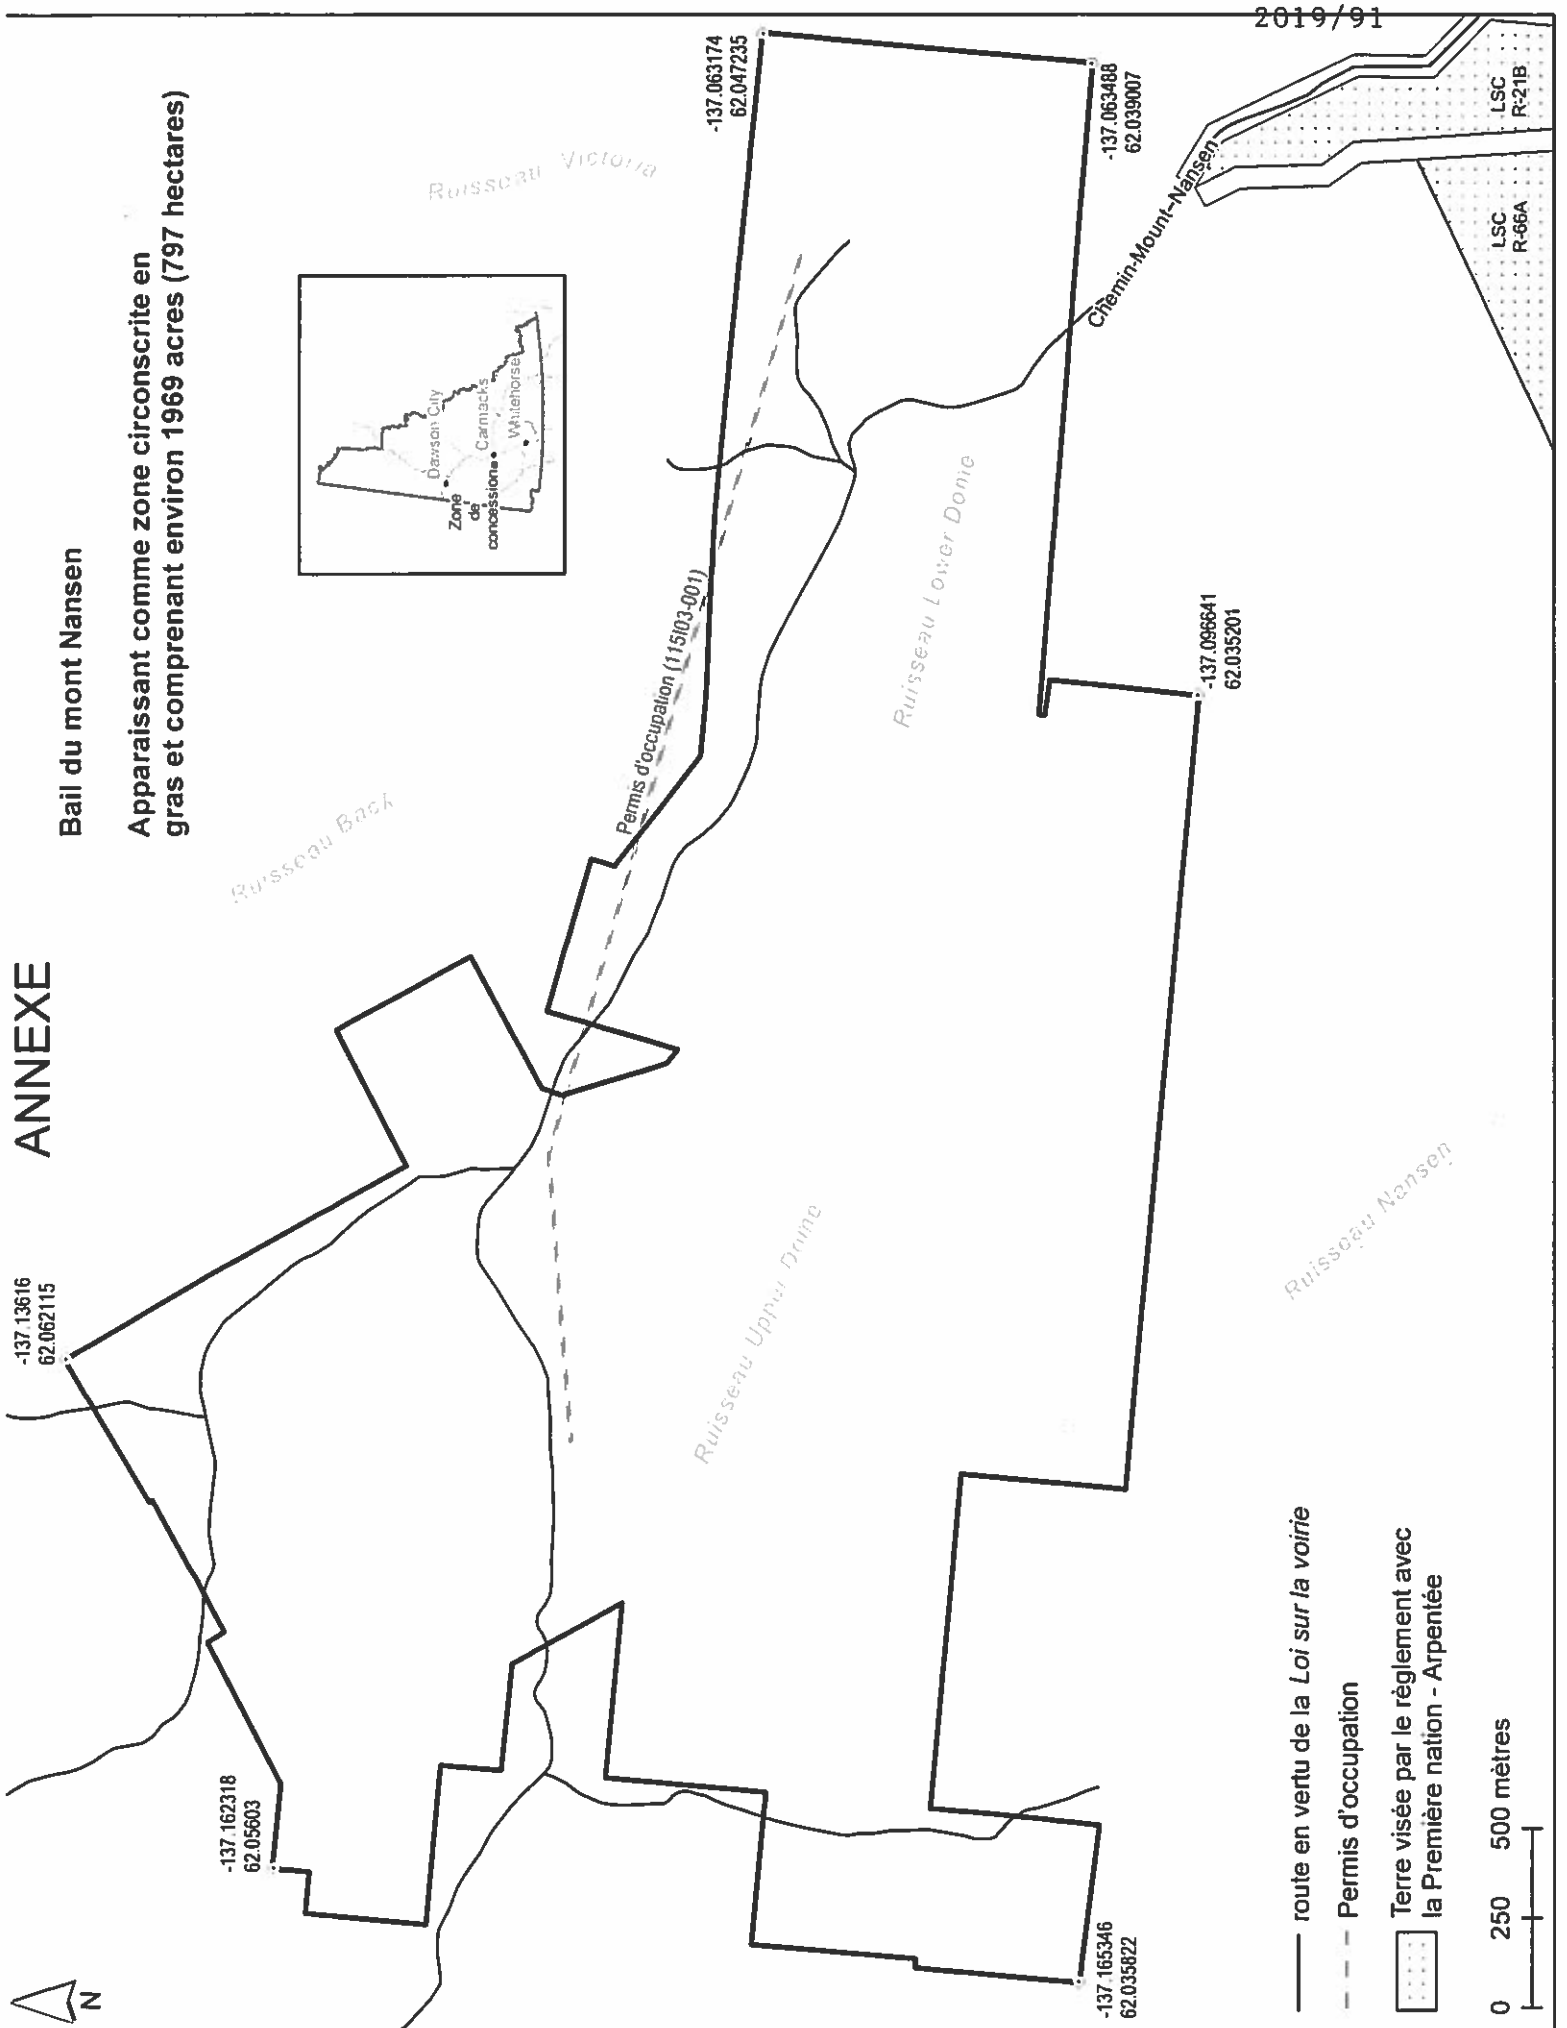 2019/91
ANNEXE
Bail du mont Nansen
Apparaissant comme zone circonscrite en
gras et comprenant environ 1969 acres (797 hectares)
N
-137.13616
62.062115
-137.162318
62.05603
-137.063174
62.047235
-137.063488
62.039007
-137.096641
62.035201
-137.165346
62.035822
Ruisseau Back
Ruisseau Victoria
Dawson City
Carmacks
Whitehorse
Zone
de
concession
Permis d'occupation (115I03-001)
Ruisseau Lower Donie
Ruisseau Upper
Ruisseau Nansen
Chemin-Mount-Nansen
LSC
R-21B
LSC
R-66A
route en vertu de la Loi sur la voirie
Permis d'occupation
Terre visée par le règlement avec
la Première nation - Arpentée
0 250 500 mètres